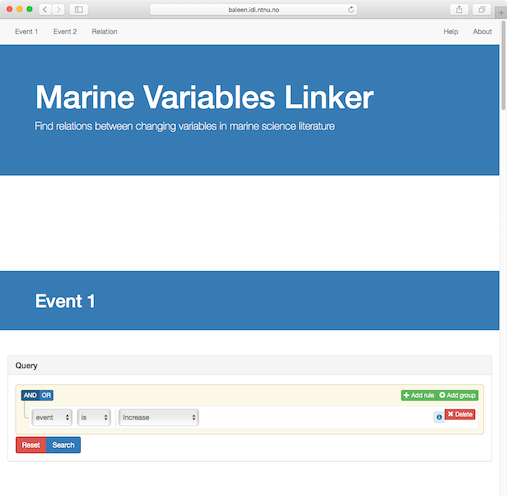 baleen.idi.ntnu.no
Event 1 Event 2 Relation Help About
Marine Variables Linker
Find relations between changing variables in marine science literature
Event 1
Query
AND OR Add rule Add group
event is Increase Delete
Reset Search